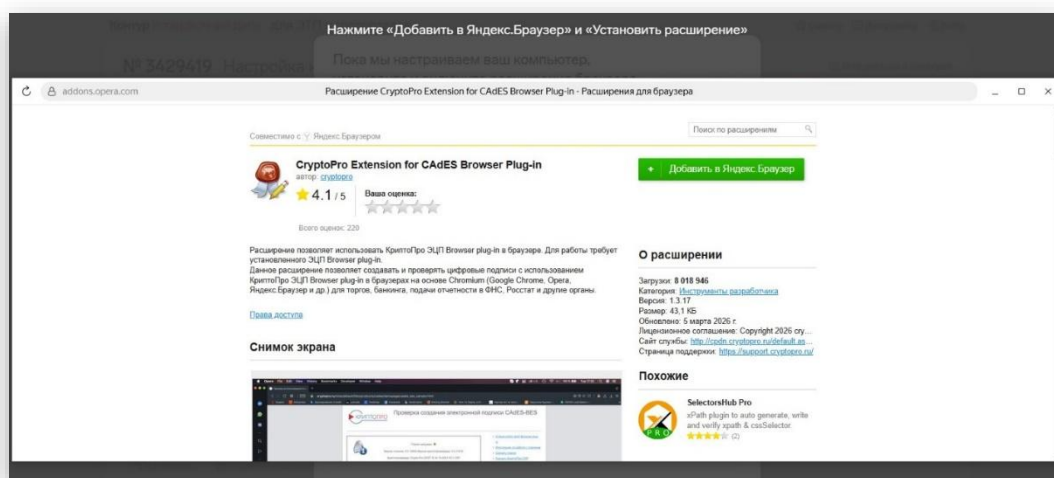 Нажмите «Добавить в Яндекс.Браузер» и «Установить расширение»
№ 3429419 Настройка
Пока мы настраиваем ваш компьютер,
addons.opera.com
Расширение CryptoPro Extension for CAdES Browser Plug-in - Расширения для браузера
Совместимо с Яндекс.Браузером
Поиск по расширениям
CryptoPro Extension for CAdES Browser Plug-in
автор: cryptopro
4.1 / 5
Ваша оценка:
Всего оценок: 220
Добавить в Яндекс.Браузер
Расширение позволяет использовать КриптоПро ЭЦП Browser plug-in в браузере. Для работы требует
установленного ЭЦП Browser plug-in.
Данное расширение позволяет создавать и проверять цифровые подписи с использованием
КриптоПро ЭЦП Browser plug-in в браузерах на основе Chromium (Google Chrome, Opera,
Яндекс.Браузер и др.) для торгов, банкинга, подачи отчетности в ФНС, Росстат и другие органы.
Права доступа
Снимок экрана
КРИПТОПРО
Проверка создания электронной подписи CAdES-BES
О расширении
Загрузки: 8 018 946
Категория: Инструменты разработчика
Версия: 1.3.17
Размер: 43,1 КБ
Обновлено: 5 марта 2026 г.
Лицензионное соглашение: Copyright 2026 cry...
Сайт службы: http://cpdn.cryptopro.ru/default.as...
Страница поддержки: https://support.cryptopro.ru/
Похожие
SelectorsHub Pro
xPath plugin to auto generate, write
and verify xpath & cssSelector.
(2)
PRO